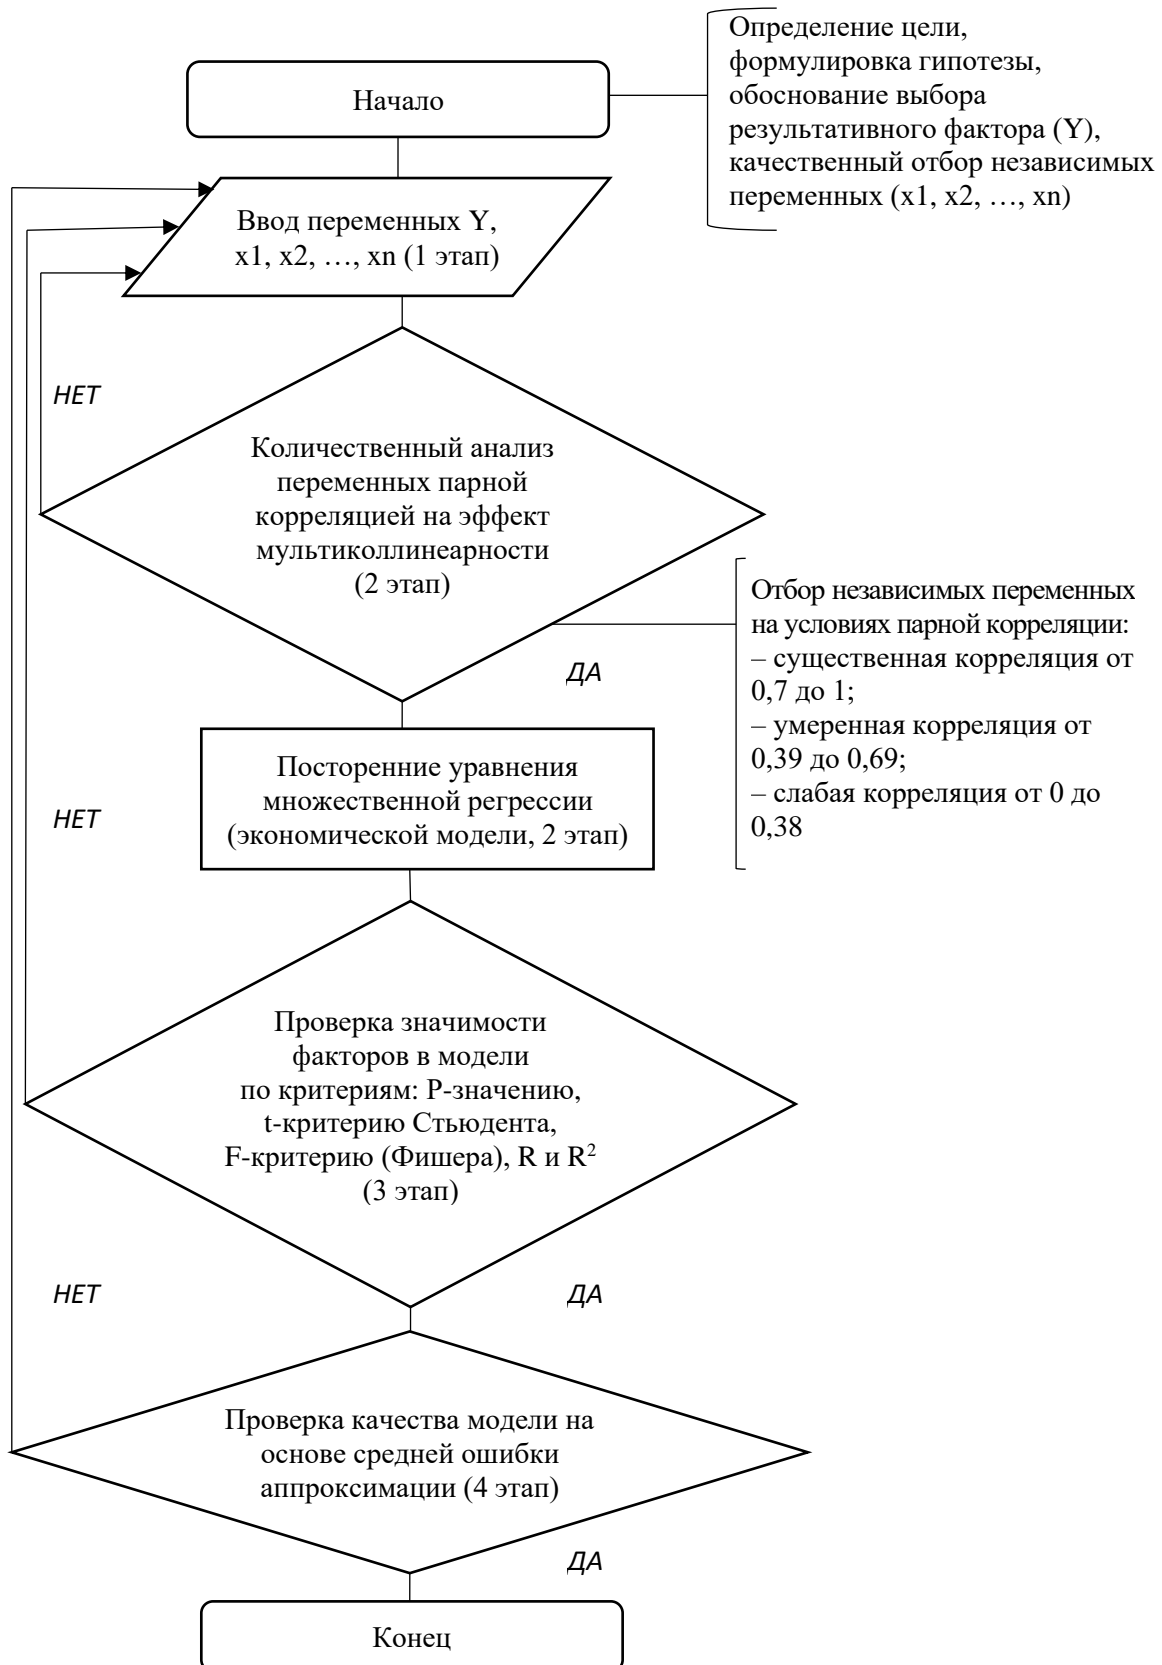 Начало
Определение цели,
формулировка гипотезы,
обоснование выбора
результативного фактора (Y),
качественный отбор независимых
переменных (x1, x2, …, xn)
Ввод переменных Y,
x1, x2, …, xn (1 этап)
НЕТ
Количественный анализ
переменных парной
корреляцией на эффект
мультиколлинеарности
(2 этап)
ДА
Отбор независимых переменных
на условиях парной корреляции:
– существенная корреляция от
0,7 до 1;
– умеренная корреляция от
0,39 до 0,69;
– слабая корреляция от 0 до
0,38
Посторенние уравнения
множественной регрессии
(экономической модели, 2 этап)
НЕТ
Проверка значимости
факторов в модели
по критериям: P-значению,
t-критерию Стьюдента,
F-критерию (Фишера), R и R²
(3 этап)
НЕТ
ДА
Проверка качества модели на
основе средней ошибки
аппроксимации (4 этап)
ДА
Конец